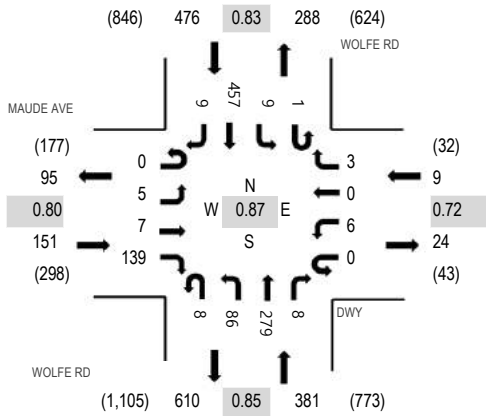 (846) 476 0.83 288 (624)
WOLFE RD
9 457 9 1
MAUDE AVE
(177) 0 3 (32)
95 5 0 9
N
0.80 W 0.87 E 0.72
S
151 7 6 24
(298) 139 0 (43)
8 86 279 8
DWY
WOLFE RD
(1,105) 610 0.85 381 (773)